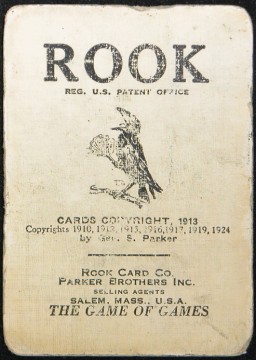 ROOK
REG. U.S. PATENT OFFICE
CARDS COPYRIGHT, 1913
Copyrights 1910, 1913, 1913, 1916, 1917, 1919, 1924
by Geo. S. Parker
ROOK CARD CO.
PARKER BROTHERS INC.
SELLING AGENTS
SALEM, MASS., U.S.A.
THE GAME OF GAMES